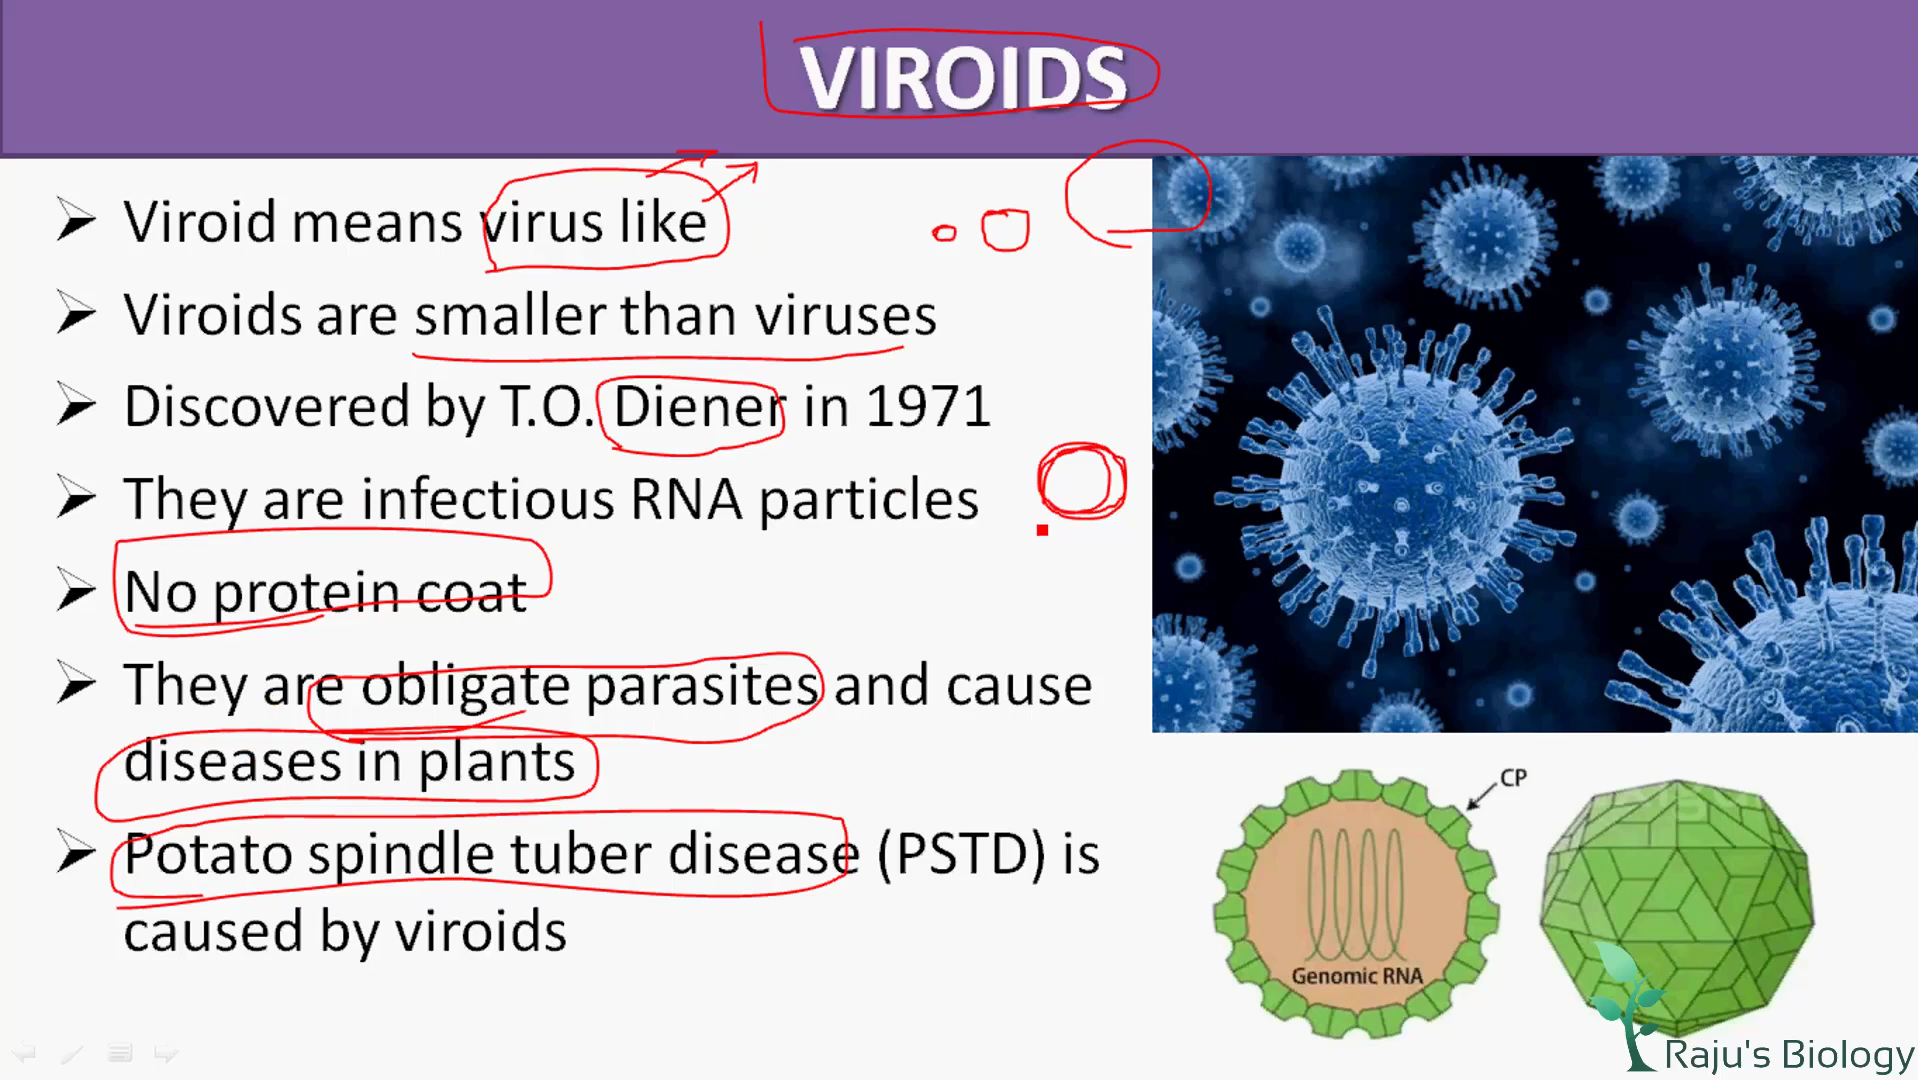 VIROIDS
Viroid means virus like
Viroids are smaller than viruses
Discovered by T.O. Diener in 1971
They are infectious RNA particles
No protein coat
They are obligate parasites and cause
diseases in plants
Potato spindle tuber disease (PSTD) is
caused by viroids
CP
Genomic RNA
Raju's Biology